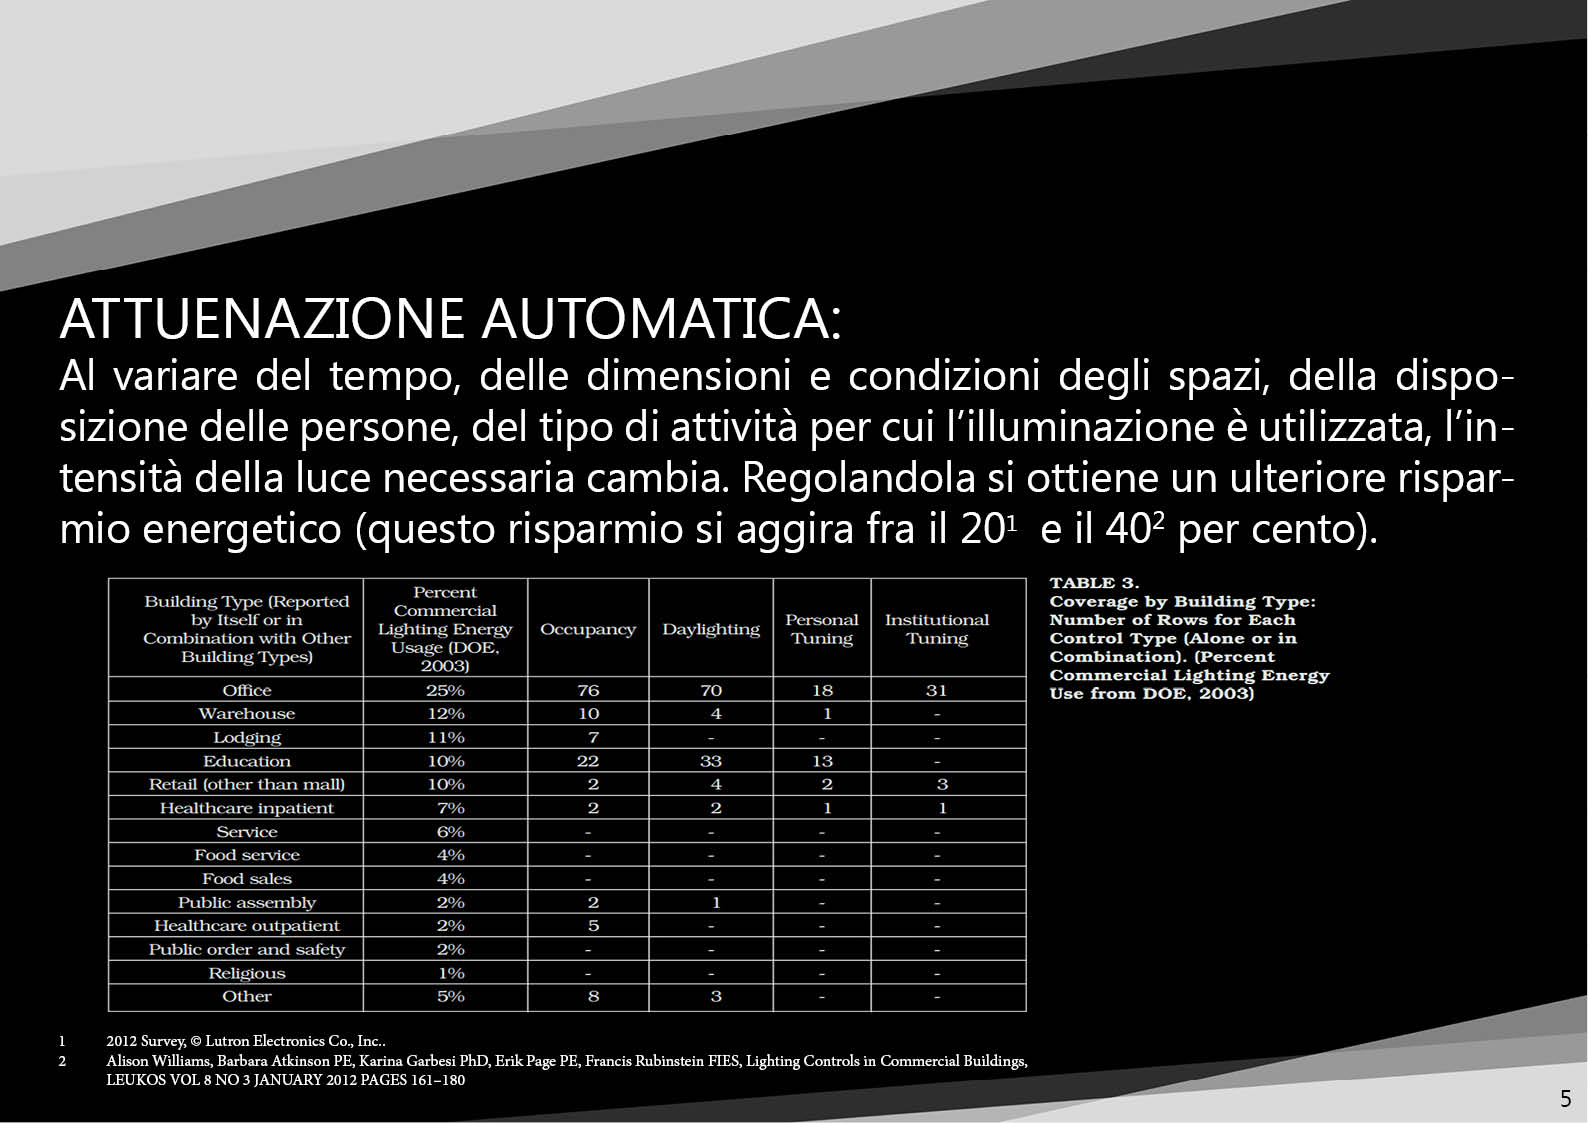 ATTUENAZIONE AUTOMATICA:
Al variare del tempo, delle dimensioni e condizioni degli spazi, della dispo-
sizione delle persone, del tipo di attività per cui l’illuminazione è utilizzata, l’in-
tensità della luce necessaria cambia. Regolandola si ottiene un ulteriore rispar-
mio energetico (questo risparmio si aggira fra il 20¹ e il 40² per cento).
Building Type (Reported by Itself or in Combination with Other Building Types) Percent Commercial Lighting Energy Usage (DOE, 2003) Occupancy Daylighting Personal Tuning Institutional Tuning
Office 25% 76 70 18 31
Warehouse 12% 10 4 1 -
Lodging 11% 7 - - -
Education 10% 22 33 13 -
Retail (other than mall) 10% 2 4 2 3
Healthcare inpatient 7% 2 2 1 1
Service 6% - - - -
Food service 4% - - - -
Food sales 4% - - - -
Public assembly 2% 2 1 - -
Healthcare outpatient 2% 5 - - -
Public order and safety 2% - - - -
Religious 1% - - - -
Other 5% 8 3 - -
TABLE 3.
Coverage by Building Type:
Number of Rows for Each
Control Type (Alone or in
Combination). (Percent
Commercial Lighting Energy
Use from DOE, 2003)
1 2012 Survey, © Lutron Electronics Co., Inc..
2 Alison Williams, Barbara Atkinson PE, Karina Garbesi PhD, Erik Page PE, Francis Rubinstein FIES, Lighting Controls in Commercial Buildings,
LEUKOS VOL 8 NO 3 JANUARY 2012 PAGES 161–180
5